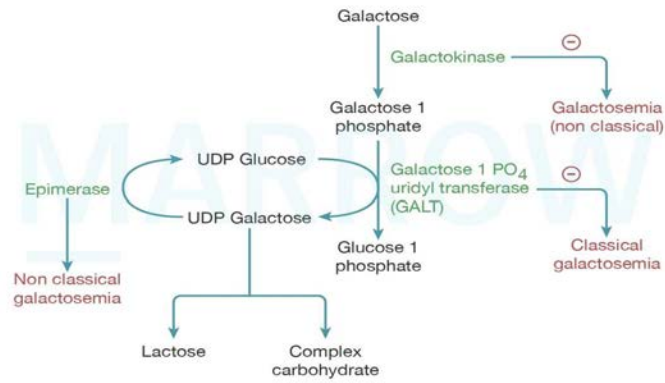 Galactose
Galactokinase
Galactose 1
phosphate
Galactosemia
(non classical)
UDP Glucose
Epimerase
UDP Galactose
Galactose 1 PO4
uridyl transferase
(GALT)
Glucose 1
phosphate
Classical
galactosemia
Non classical
galactosemia
Lactose
Complex
carbohydrate
MARROW